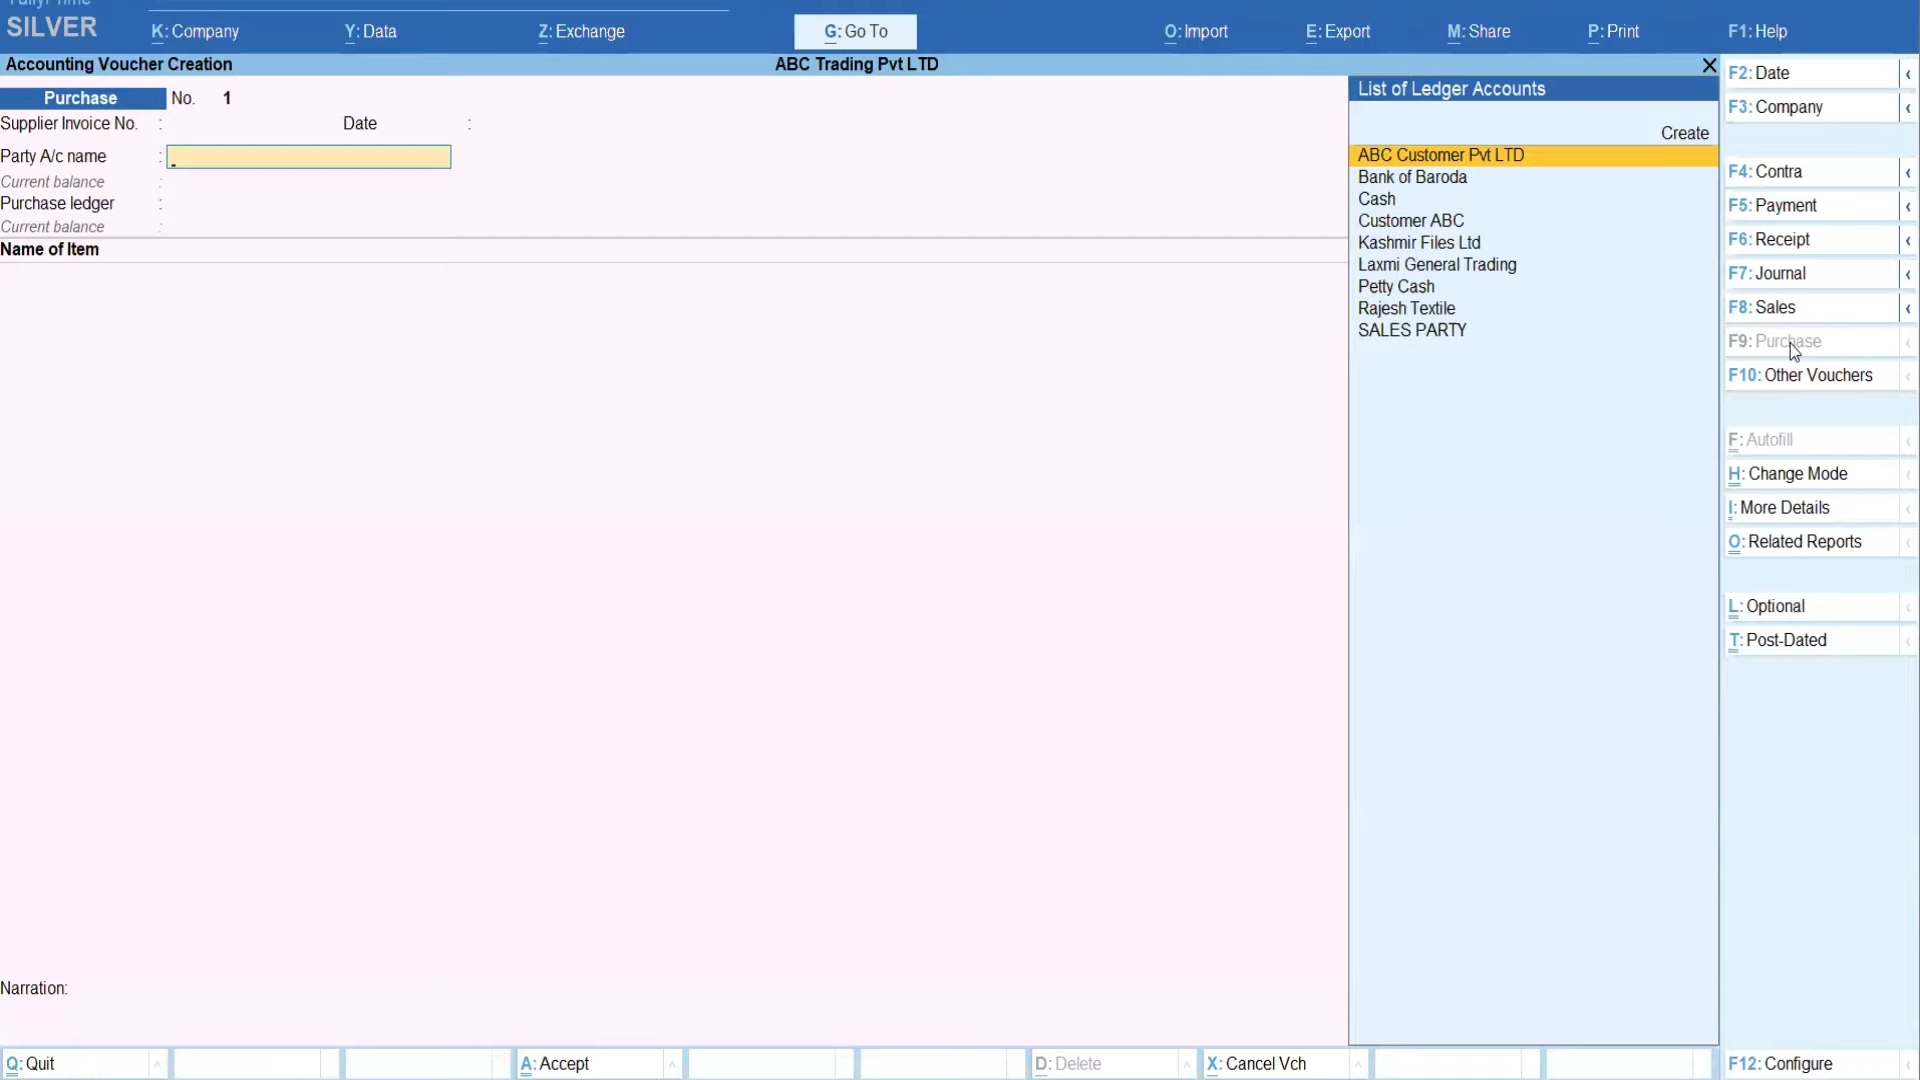 TallyPrime
SILVER
K: Company
Y: Data
Z: Exchange
G: Go To
O: Import
E: Export
M: Share
P: Print
F1: Help
Accounting Voucher Creation
ABC Trading Pvt LTD
X
Purchase No. 1
Supplier Invoice No. : Date :
Party A/c name :
Current balance :
Purchase ledger :
Current balance :
Name of Item
Narration:
List of Ledger Accounts
Create
ABC Customer Pvt LTD
Bank of Baroda
Cash
Customer ABC
Kashmir Files Ltd
Laxmi General Trading
Petty Cash
Rajesh Textile
SALES PARTY
F2: Date
F3: Company
F4: Contra
F5: Payment
F6: Receipt
F7: Journal
F8: Sales
F9: Purchase
F10: Other Vouchers
F: Autofill
H: Change Mode
I: More Details
O: Related Reports
L: Optional
T: Post-Dated
Q: Quit
A: Accept
D: Delete
X: Cancel Vch
F12: Configure